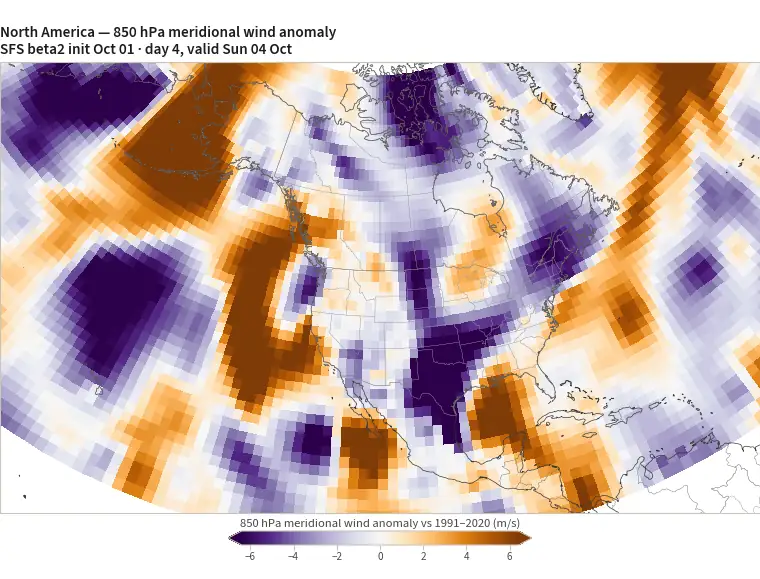 North America — 850 hPa meridional wind anomaly
SFS beta2 init Oct 01 · day 4, valid Sun 04 Oct
850 hPa meridional wind anomaly vs 1991–2020 (m/s)
−6 −4 −2 0 2 4 6